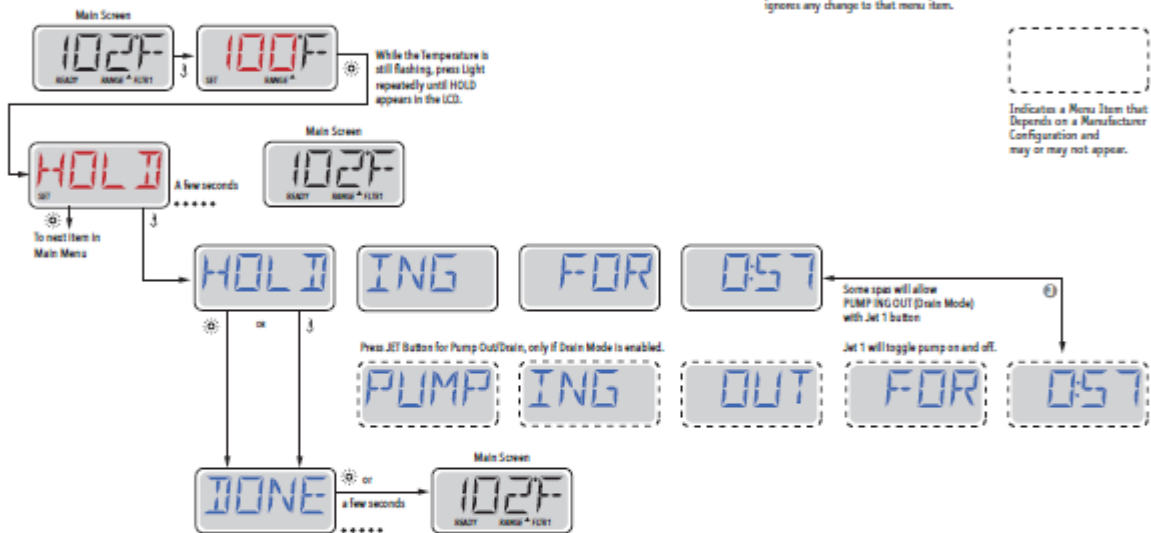 ignores any change to that menu item.
Main Screen
102°F
READY RANGE FLTR1
100°F
SET RANGE
While the Temperature is
still flashing, press Light
repeatedly until HOLD
appears in the LCD.
Indicates a Menu Item that
Depends on a Manufacturer
Configuration and
may or may not appear.
HOLD
SET
A few seconds
Main Screen
102°F
READY RANGE FLTR1
To next item in
Main Menu
HOLD
ING
FOR
0:57
Some spas will allow
PUMP ING OUT (Drain Mode)
with Jet 1 button
OR
Press JET Button for Pump Out/Drain, only if Drain Mode is enabled.
Jet 1 will toggle pump on and off.
PUMP
ING
OUT
FOR
0:57
DONE
or
a few seconds
Main Screen
102°F
READY RANGE FLTR1